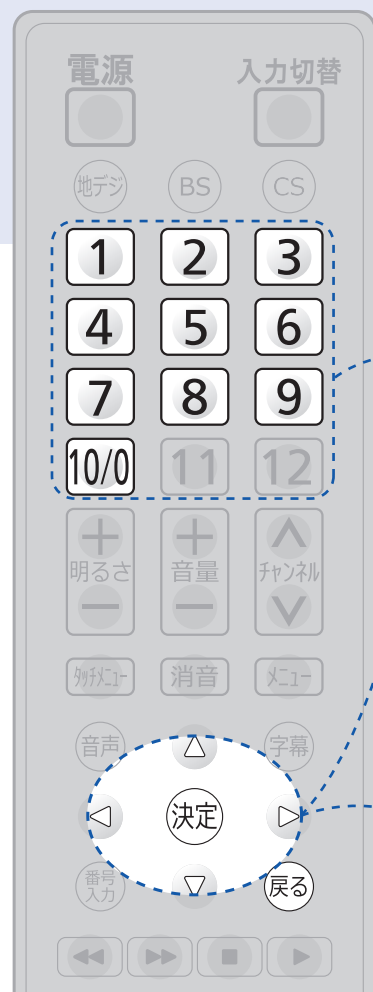 電源 入力切替
地デジ BS CS
1 2 3
4 5 6
7 8 9
10/0 11 12
明るさ 音量 チャンネル
タッチメニュー 消音 メニュー
音声 字幕
決定
番号
入力 戻る